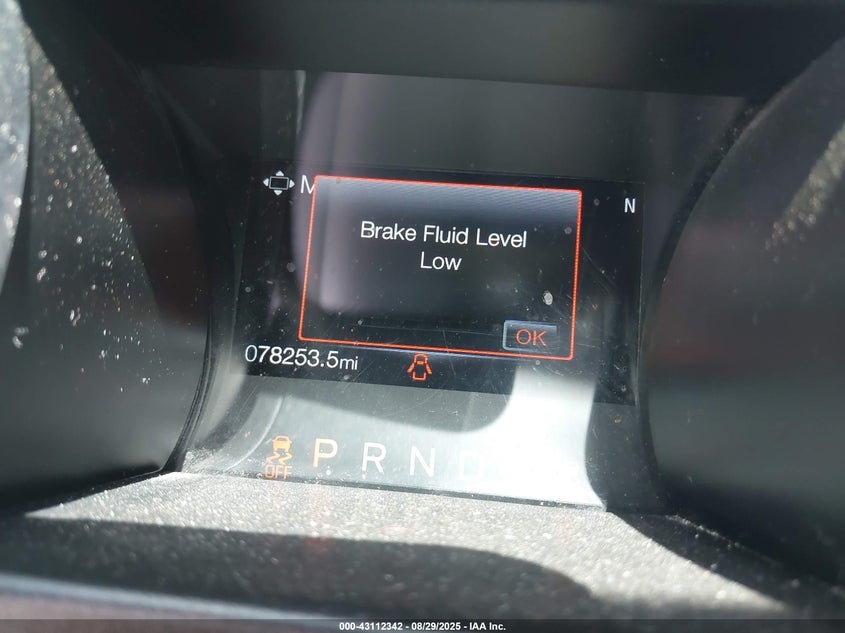 M
N
Brake Fluid Level
Low
OK
078253.5mi
OFF
P R N D
000-43112342 - 08/29/2025 - IAA Inc.